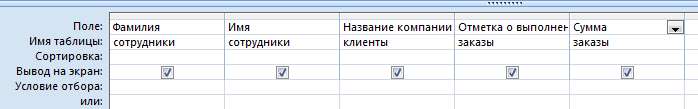 Поле: Фамилия Имя Название компании Отметка о выполнен Сумма
Имя таблицы: сотрудники сотрудники клиенты заказы заказы
Сортировка:
Вывод на экран:
Условие отбора:
или: